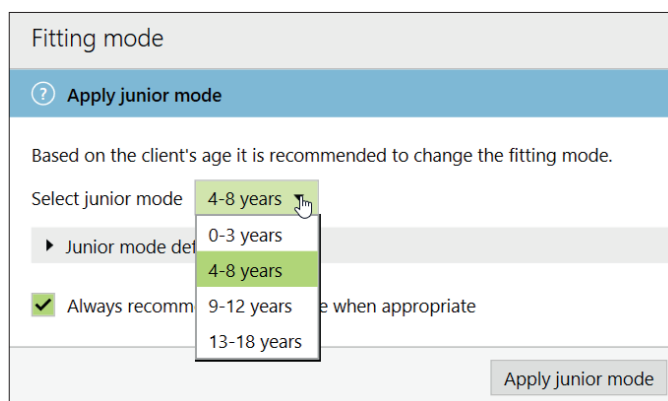 Fitting mode
? Apply junior mode
Based on the client's age it is recommended to change the fitting mode.
Select junior mode 4-8 years
0-3 years
Junior mode def
4-8 years
Always recomm 9-12 years e when appropriate
13-18 years
Apply junior mode